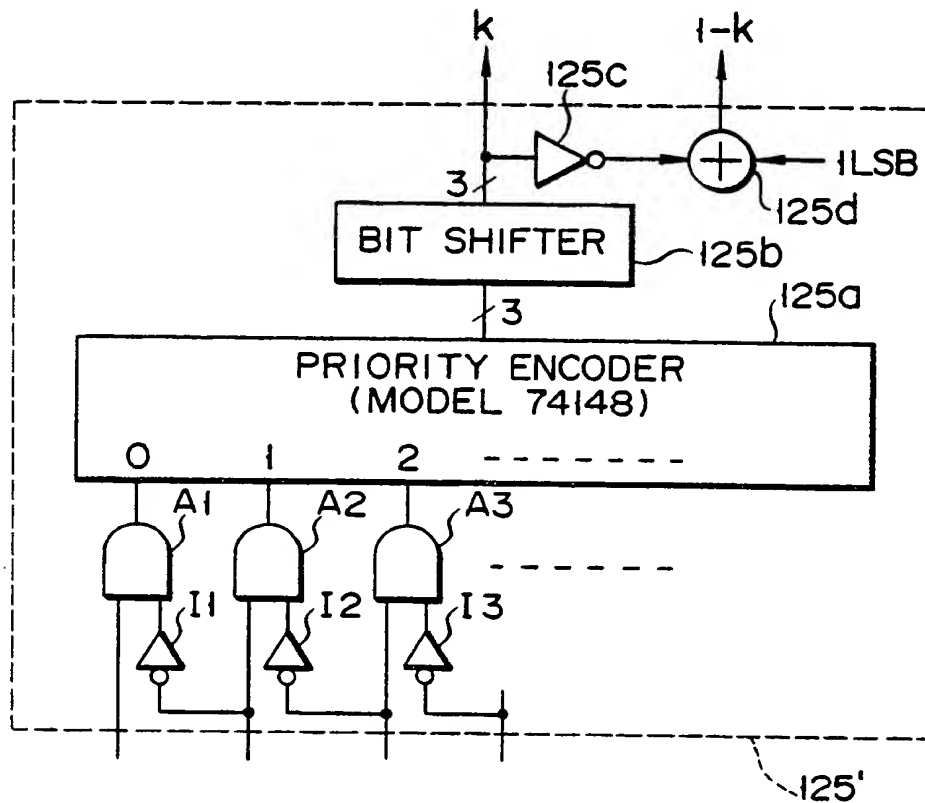 k
1-k
125c
1LSB
3
125d
BIT SHIFTER
125b
3
125a
PRIORITY ENCODER
(MODEL 74148)
0 1 2
A1 A2 A3
I1 I2 I3
125'